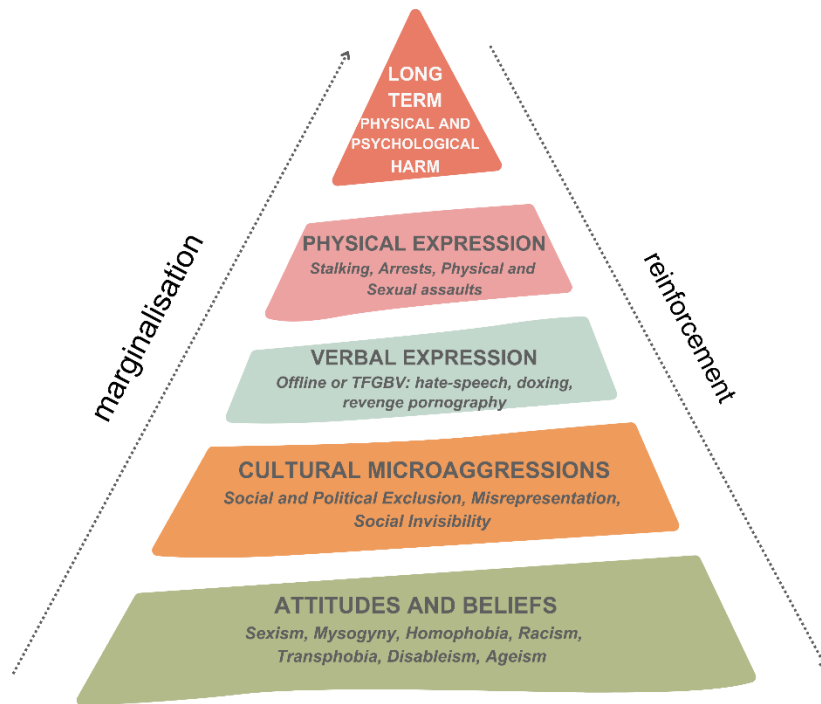 LONG
TERM
PHYSICAL AND
PSYCHOLOGICAL
HARM
marginalisation
reinforcement
PHYSICAL EXPRESSION
Stalking, Arrests, Physical and
Sexual assaults
VERBAL EXPRESSION
Offline or TFGBV: hate-speech, doxing,
revenge pornography
CULTURAL MICROAGGRESSIONS
Social and Political Exclusion, Misrepresentation,
Social Invisibility
ATTITUDES AND BELIEFS
Sexism, Mysogyny, Homophobia, Racism,
Transphobia, Disableism, Ageism